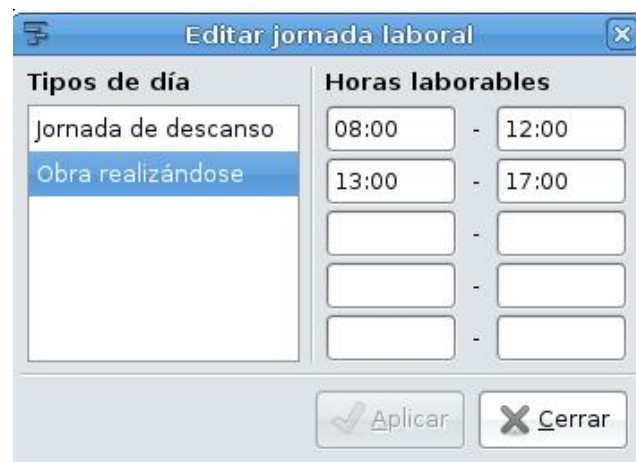 Editar jornada laboral
Tipos de día
Horas laborables
Jornada de descanso
Obra realizándose
08:00 - 12:00
13:00 - 17:00
-
-
-
Aplicar
Cerrar